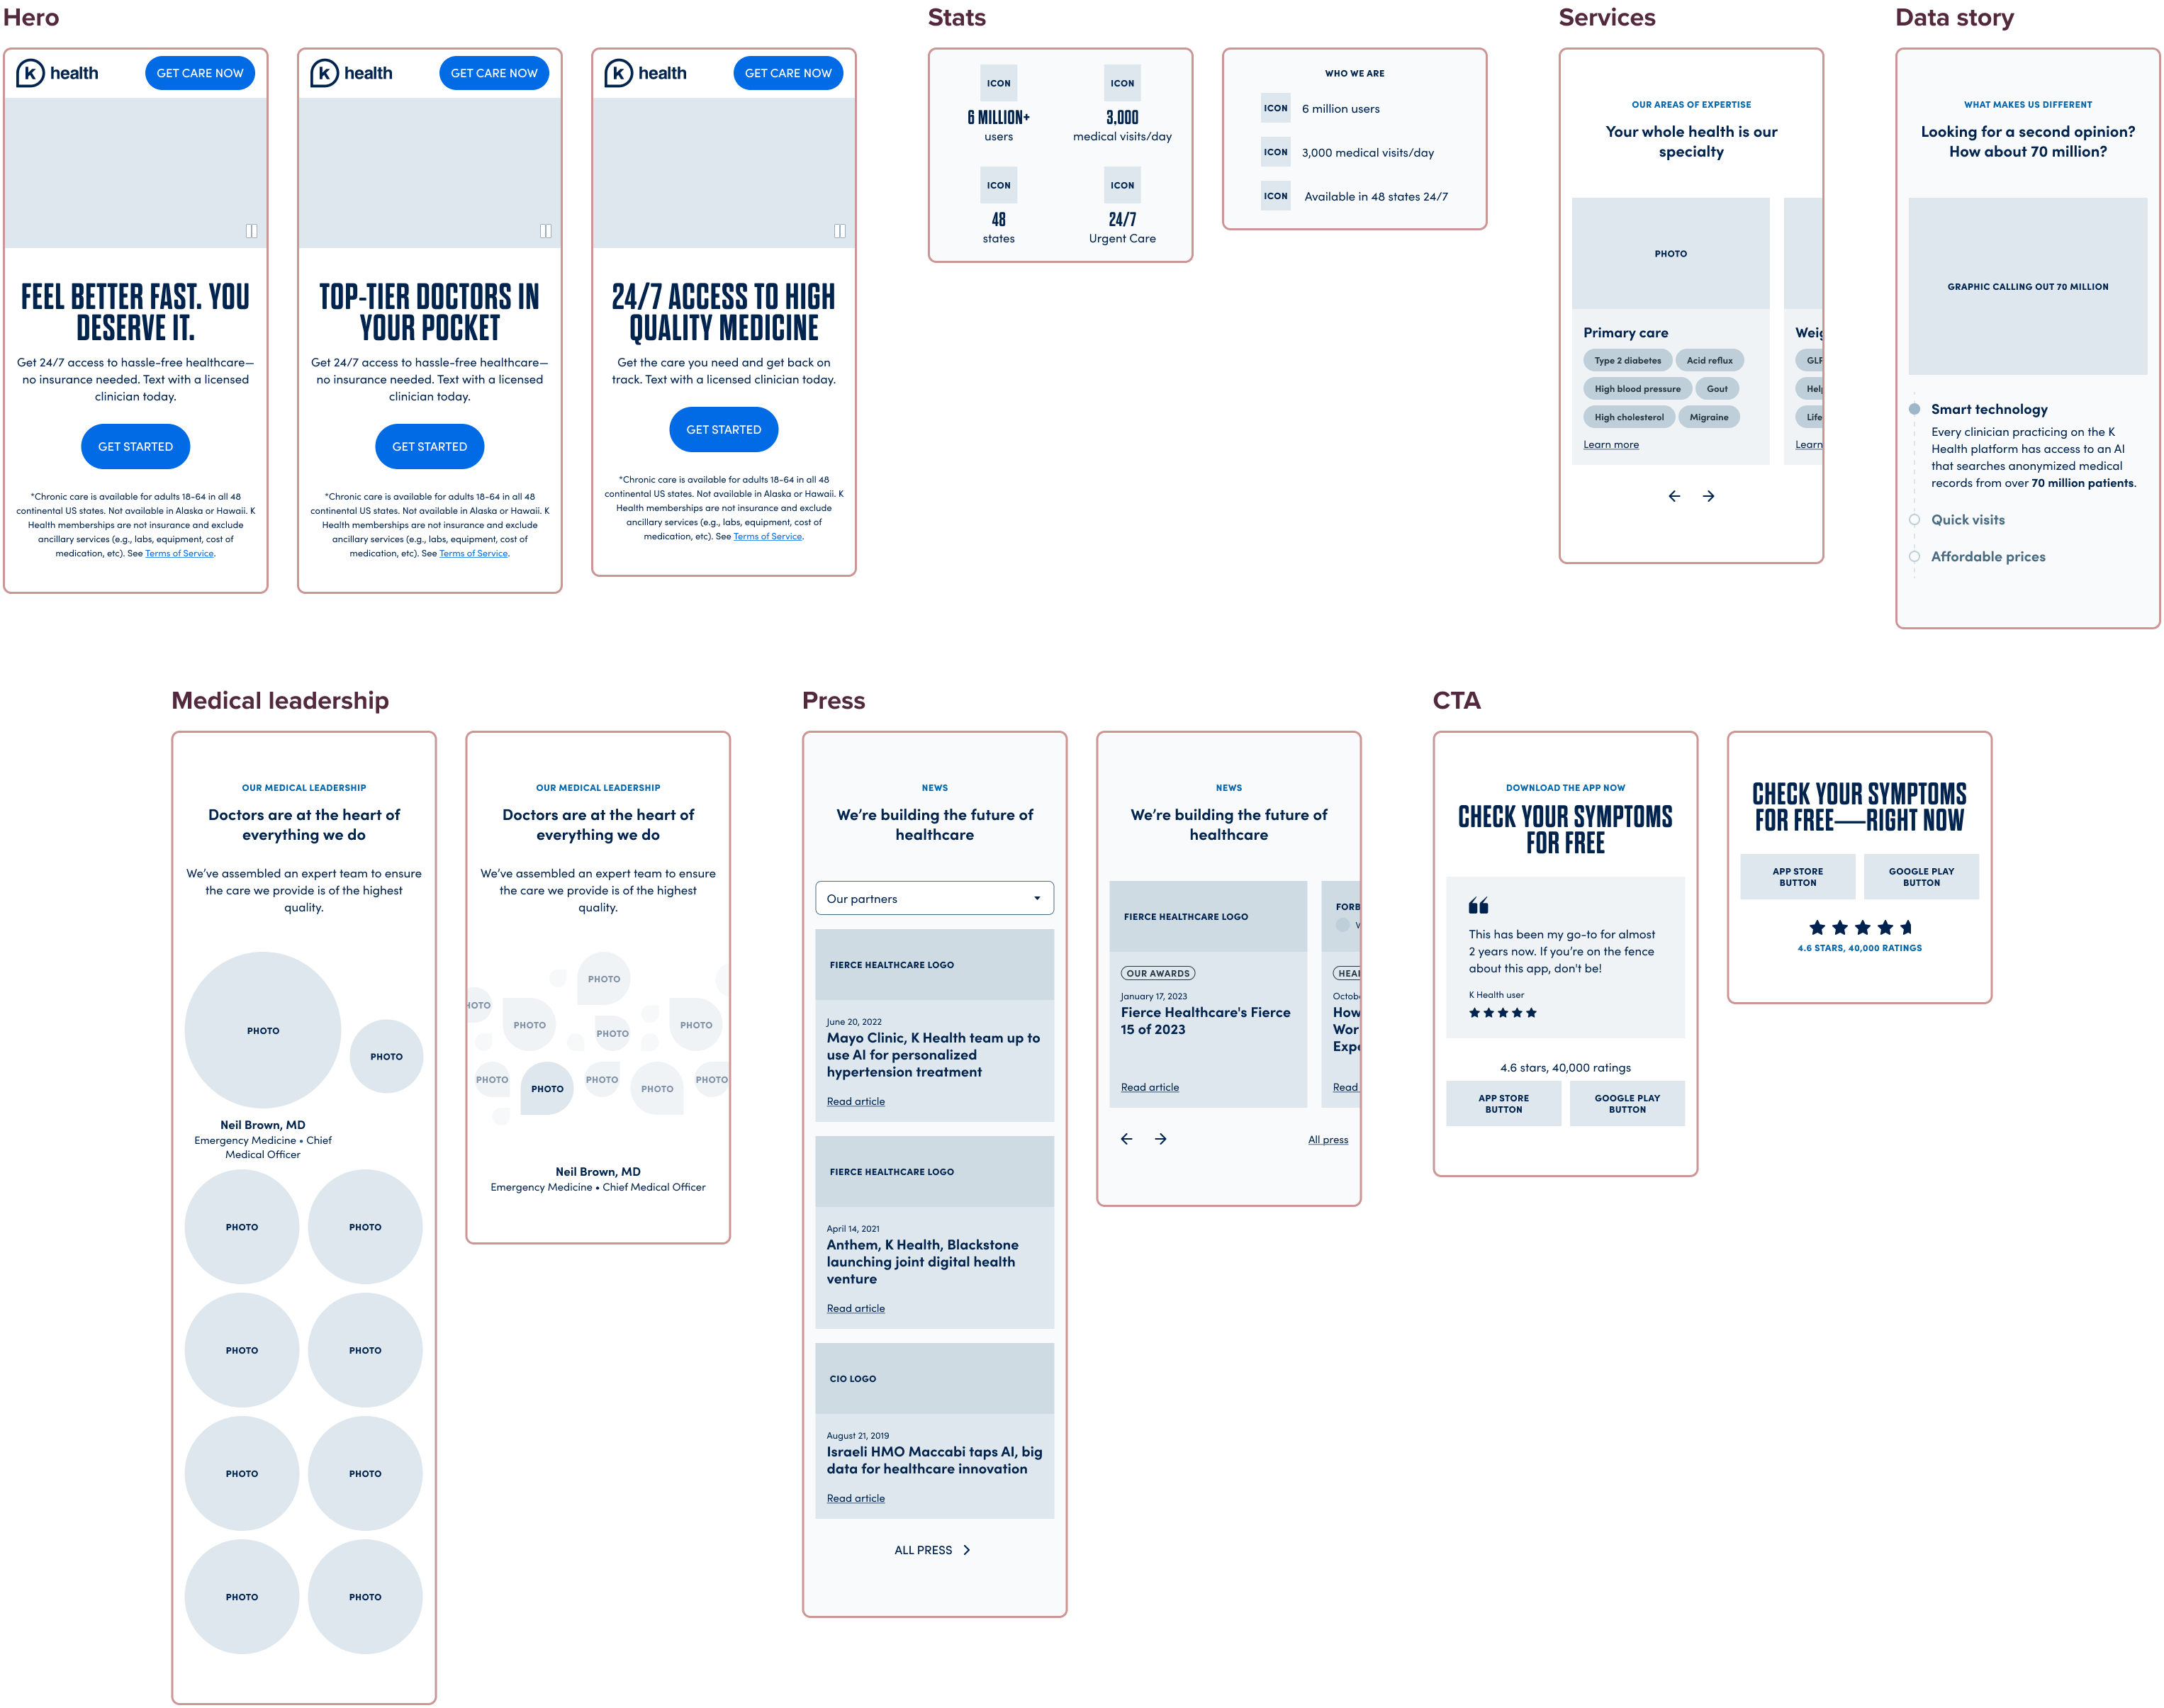 Hero
k health
GET CARE NOW
FEEL BETTER FAST. YOU
DESERVE IT.
Get 24/7 access to hassle-free healthcare—
no insurance needed. Text with a licensed
clinician today.
GET STARTED
*Chronic care is available for adults 18-64 in all 48
continental US states. Not available in Alaska or Hawaii. K
Health memberships are not insurance and exclude
ancillary services (e.g., labs, equipment, cost of
medication, etc). See Terms of Service.
k health
GET CARE NOW
TOP-TIER DOCTORS IN
YOUR POCKET
Get 24/7 access to hassle-free healthcare—
no insurance needed. Text with a licensed
clinician today.
GET STARTED
*Chronic care is available for adults 18-64 in all 48
continental US states. Not available in Alaska or Hawaii. K
Health memberships are not insurance and exclude
ancillary services (e.g., labs, equipment, cost of
medication, etc). See Terms of Service.
k health
GET CARE NOW
24/7 ACCESS TO HIGH
QUALITY MEDICINE
Get the care you need and get back on
track. Text with a licensed clinician today.
GET STARTED
*Chronic care is available for adults 18-64 in all 48
continental US states. Not available in Alaska or Hawaii. K
Health memberships are not insurance and exclude
ancillary services (e.g., labs, equipment, cost of
medication, etc). See Terms of Service.
Stats
ICON
6 MILLION+
users
ICON
3,000
medical visits/day
ICON
48
states
ICON
24/7
Urgent Care
WHO WE ARE
ICON 6 million users
ICON 3,000 medical visits/day
ICON Available in 48 states 24/7
Services
OUR AREAS OF EXPERTISE
Your whole health is our
specialty
PHOTO
Primary care
Type 2 diabetes
Acid reflux
High blood pressure
Gout
High cholesterol
Migraine
Learn more
Weig
GLP
Help
Life
Learn
Data story
WHAT MAKES US DIFFERENT
Looking for a second opinion?
How about 70 million?
GRAPHIC CALLING OUT 70 MILLION
Smart technology
Every clinician practicing on the K
Health platform has access to an AI
that searches anonymized medical
records from over 70 million patients.
Quick visits
Affordable prices
Medical leadership
OUR MEDICAL LEADERSHIP
Doctors are at the heart of
everything we do
We’ve assembled an expert team to ensure
the care we provide is of the highest
quality.
PHOTO
PHOTO
Neil Brown, MD
Emergency Medicine • Chief
Medical Officer
PHOTO
PHOTO
PHOTO
PHOTO
PHOTO
PHOTO
PHOTO
PHOTO
OUR MEDICAL LEADERSHIP
Doctors are at the heart of
everything we do
We’ve assembled an expert team to ensure
the care we provide is of the highest
quality.
PHOTO
HOTO
PHOTO
PHOTO
PHOTO
PHOTO
PHOTO
PHOTO
PHOTO
PHOTO
Neil Brown, MD
Emergency Medicine • Chief Medical Officer
Press
NEWS
We’re building the future of
healthcare
Our partners
FIERCE HEALTHCARE LOGO
June 20, 2022
Mayo Clinic, K Health team up to
use AI for personalized
hypertension treatment
Read article
FIERCE HEALTHCARE LOGO
April 14, 2021
Anthem, K Health, Blackstone
launching joint digital health
venture
Read article
CIO LOGO
August 21, 2019
Israeli HMO Maccabi taps AI, big
data for healthcare innovation
Read article
ALL PRESS
NEWS
We’re building the future of
healthcare
FIERCE HEALTHCARE LOGO
OUR AWARDS
January 17, 2023
Fierce Healthcare's Fierce
15 of 2023
Read article
FORB
HEAL
Octobe
How
Wor
Expe
Read
All press
CTA
DOWNLOAD THE APP NOW
CHECK YOUR SYMPTOMS
FOR FREE
This has been my go-to for almost
2 years now. If you’re on the fence
about this app, don't be!
K Health user
4.6 stars, 40,000 ratings
APP STORE
BUTTON
GOOGLE PLAY
BUTTON
CHECK YOUR SYMPTOMS
FOR FREE—RIGHT NOW
APP STORE
BUTTON
GOOGLE PLAY
BUTTON
4.6 STARS, 40,000 RATINGS